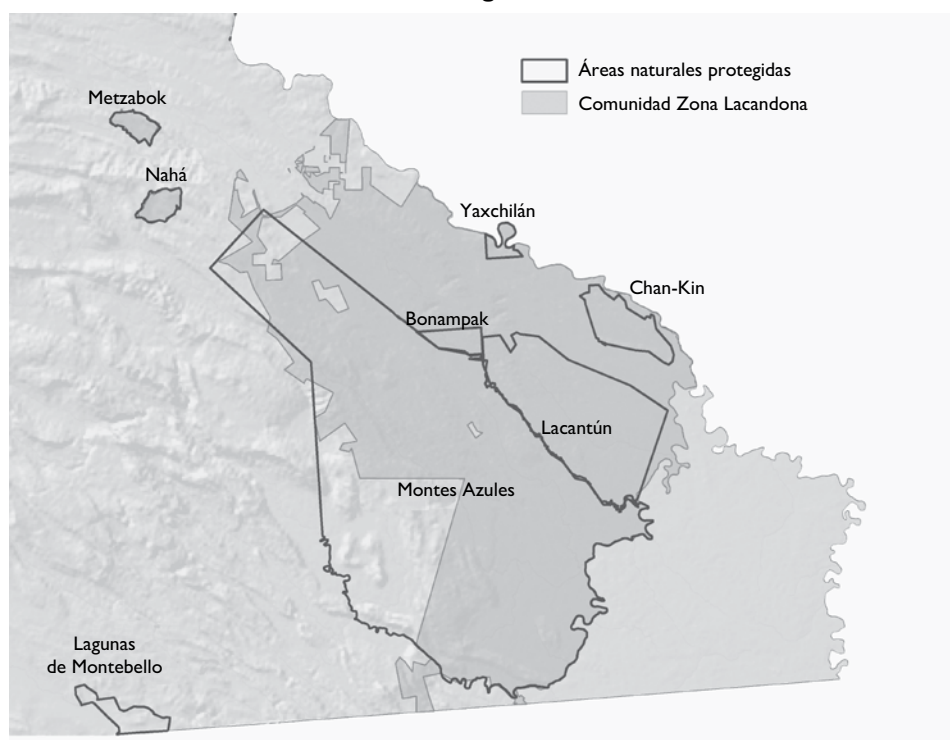 Áreas naturales protegidas
Comunidad Zona Lacandona
Metzabok
Nahá
Yaxchilán
Chan-Kin
Bonampak
Lacantún
Montes Azules
Lagunas
de Montebello